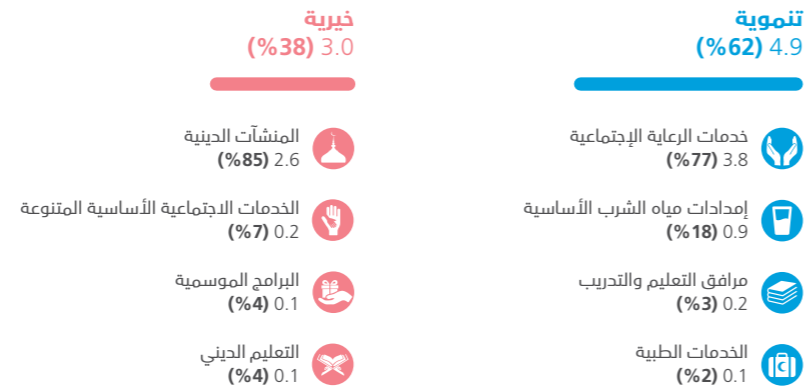 تنموية
4.9 (62%)
خدمات الرعاية الإجتماعية
3.8 (77%)
إمدادات مياه الشرب الأساسية
0.9 (18%)
مرافق التعليم والتدريب
0.2 (3%)
الخدمات الطبية
0.1 (2%)
خيرية
3.0 (38%)
المنشآت الدينية
2.6 (85%)
الخدمات الاجتماعية الأساسية المتنوعة
0.2 (7%)
البرامج الموسمية
0.1 (4%)
التعليم الديني
0.1 (4%)